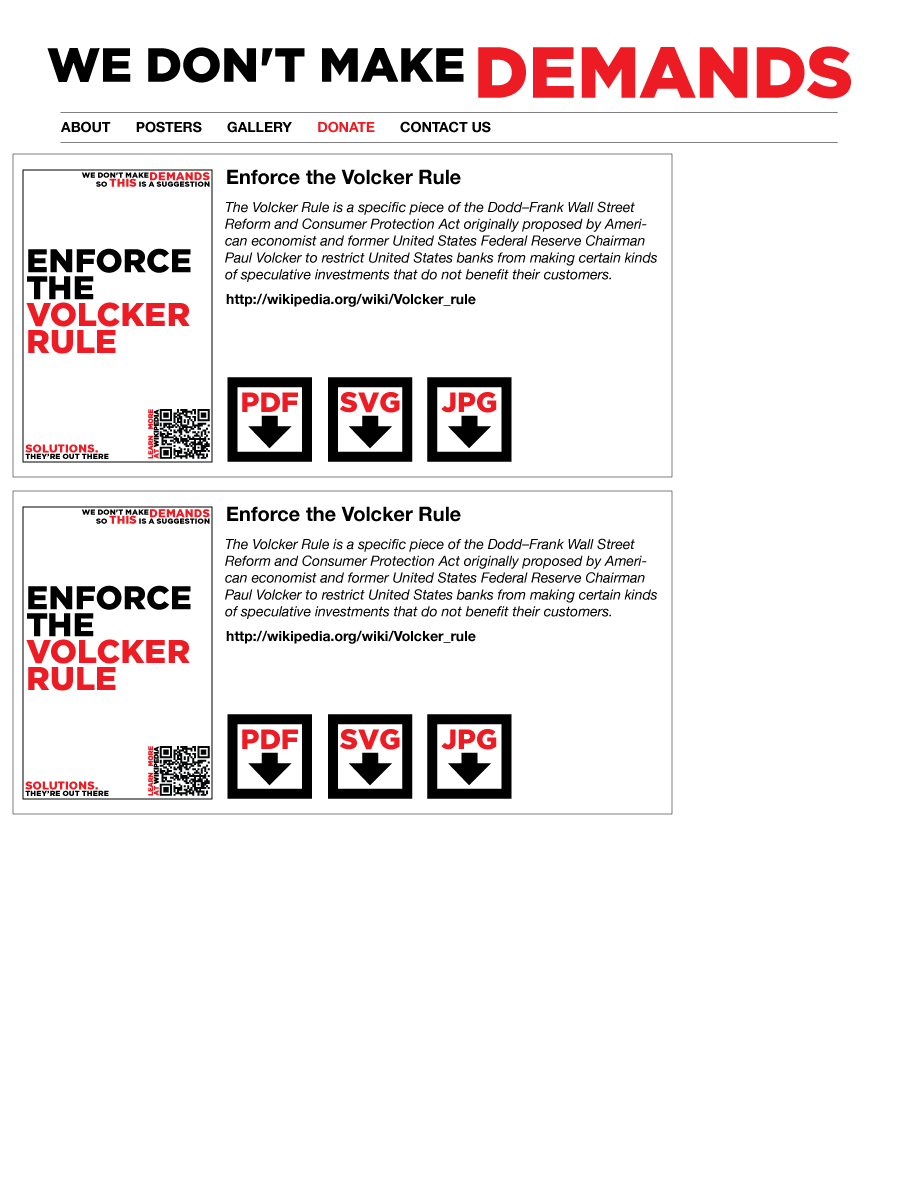 WE DON'T MAKE DEMANDS
ABOUT POSTERS GALLERY DONATE CONTACT US
WE DON'T MAKE DEMANDS
SO THIS IS A SUGGESTION
ENFORCE
THE
VOLCKER
RULE
LEARN MORE
AT WIKIPEDIA
SOLUTIONS.
THEY'RE OUT THERE
Enforce the Volcker Rule
The Volcker Rule is a specific piece of the Dodd–Frank Wall Street
Reform and Consumer Protection Act originally proposed by Ameri-
can economist and former United States Federal Reserve Chairman
Paul Volcker to restrict United States banks from making certain kinds
of speculative investments that do not benefit their customers.
http://wikipedia.org/wiki/Volcker_rule
PDF SVG JPG
WE DON'T MAKE DEMANDS
SO THIS IS A SUGGESTION
ENFORCE
THE
VOLCKER
RULE
LEARN MORE
AT WIKIPEDIA
SOLUTIONS.
THEY'RE OUT THERE
Enforce the Volcker Rule
The Volcker Rule is a specific piece of the Dodd–Frank Wall Street
Reform and Consumer Protection Act originally proposed by Ameri-
can economist and former United States Federal Reserve Chairman
Paul Volcker to restrict United States banks from making certain kinds
of speculative investments that do not benefit their customers.
http://wikipedia.org/wiki/Volcker_rule
PDF SVG JPG